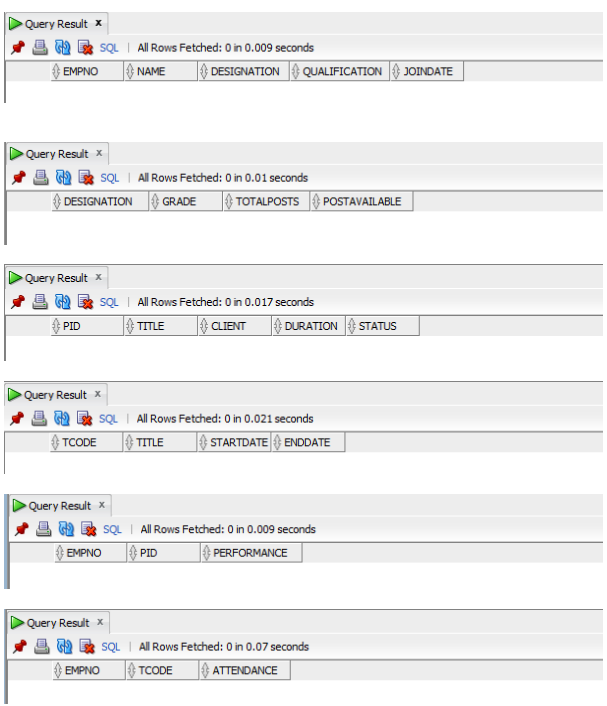 Query Result x
SQL | All Rows Fetched: 0 in 0.009 seconds
EMPNO NAME DESIGNATION QUALIFICATION JOINDATE
Query Result x
SQL | All Rows Fetched: 0 in 0.01 seconds
DESIGNATION GRADE TOTALPOSTS POSTAVAILABLE
Query Result x
SQL | All Rows Fetched: 0 in 0.017 seconds
PID TITLE CLIENT DURATION STATUS
Query Result x
SQL | All Rows Fetched: 0 in 0.021 seconds
TCODE TITLE STARTDATE ENDDATE
Query Result x
SQL | All Rows Fetched: 0 in 0.009 seconds
EMPNO PID PERFORMANCE
Query Result x
SQL | All Rows Fetched: 0 in 0.07 seconds
EMPNO TCODE ATTENDANCE